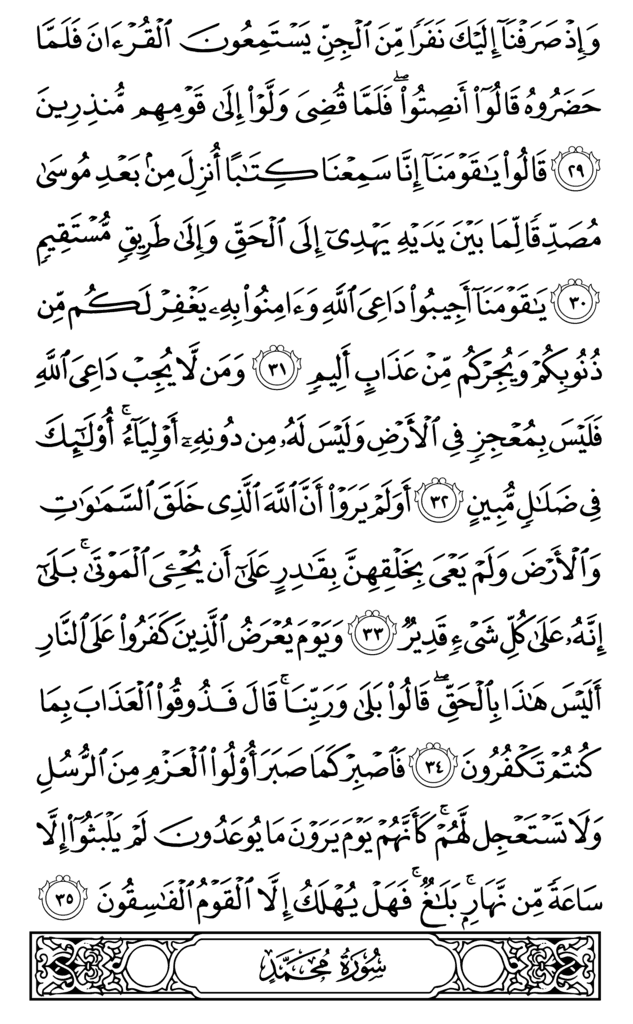 وَإِذْ صَرَفْنَآ إِلَيْكَ نَفَرًا مِّنَ ٱلْجِنِّ يَسْتَمِعُونَ ٱلْقُرْءَانَ فَلَمَّا
حَضَرُوهُ قَالُوٓا۟ أَنصِتُوا۟ ۖ فَلَمَّا قُضِىَ وَلَّوْا۟ إِلَىٰ قَوْمِهِم مُّنذِرِينَ
﴿٢٩﴾ قَالُوا۟ يَـٰقَوْمَنَآ إِنَّا سَمِعْنَا كِتَـٰبًا أُنزِلَ مِنۢ بَعْدِ مُوسَىٰ
مُصَدِّقًا لِّمَا بَيْنَ يَدَيْهِ يَهْدِىٓ إِلَى ٱلْحَقِّ وَإِلَىٰ طَرِيقٍ مُّسْتَقِيمٍ
﴿٣٠﴾ يَـٰقَوْمَنَآ أَجِيبُوا۟ دَاعِىَ ٱللَّهِ وَءَامِنُوا۟ بِهِۦ يَغْفِرْ لَكُم مِّن
ذُنُوبِكُمْ وَيُجِرْكُم مِّنْ عَذَابٍ أَلِيمٍ ﴿٣١﴾ وَمَن لَّا يُجِبْ دَاعِىَ ٱللَّهِ
فَلَيْسَ بِمُعْجِزٍ فِى ٱلْأَرْضِ وَلَيْسَ لَهُۥ مِن دُونِهِۦٓ أَوْلِيَآءُ ۚ أُو۟لَـٰٓئِكَ
فِى ضَلَـٰلٍ مُّبِينٍ ﴿٣٢﴾ أَوَلَمْ يَرَوْا۟ أَنَّ ٱللَّهَ ٱلَّذِى خَلَقَ ٱلسَّمَـٰوَٰتِ
وَٱلْأَرْضَ وَلَمْ يَعْىَ بِخَلْقِهِنَّ بِقَـٰدِرٍ عَلَىٰٓ أَن يُحْـِۧىَ ٱلْمَوْتَىٰ ۚ بَلَىٰٓ
إِنَّهُۥ عَلَىٰ كُلِّ شَىْءٍ قَدِيرٌ ﴿٣٣﴾ وَيَوْمَ يُعْرَضُ ٱلَّذِينَ كَفَرُوا۟ عَلَى ٱلنَّارِ
أَلَيْسَ هَـٰذَا بِٱلْحَقِّ ۖ قَالُوا۟ بَلَىٰ وَرَبِّنَا ۚ قَالَ فَذُوقُوا۟ ٱلْعَذَابَ بِمَا
كُنتُمْ تَكْفُرُونَ ﴿٣٤﴾ فَٱصْبِرْ كَمَا صَبَرَ أُو۟لُوا۟ ٱلْعَزْمِ مِنَ ٱلرُّسُلِ
وَلَا تَسْتَعْجِل لَّهُمْ ۚ كَأَنَّهُمْ يَوْمَ يَرَوْنَ مَا يُوعَدُونَ لَمْ يَلْبَثُوٓا۟ إِلَّا
سَاعَةً مِّن نَّهَارٍۭ ۚ بَلَـٰغٌ ۚ فَهَلْ يُهْلَكُ إِلَّا ٱلْقَوْمُ ٱلْفَـٰسِقُونَ ﴿٣٥﴾
سُورَةُ مُحَمَّدٍ